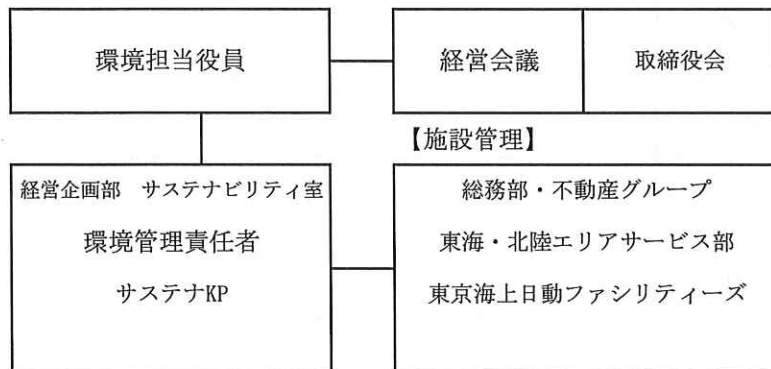 環境担当役員
経営会議
取締役会
【施設管理】
経営企画部 サステナビリティ室
環境管理責任者
サステナKP
総務部・不動産グループ
東海・北陸エリアサービス部
東京海上日動ファシリティーズ